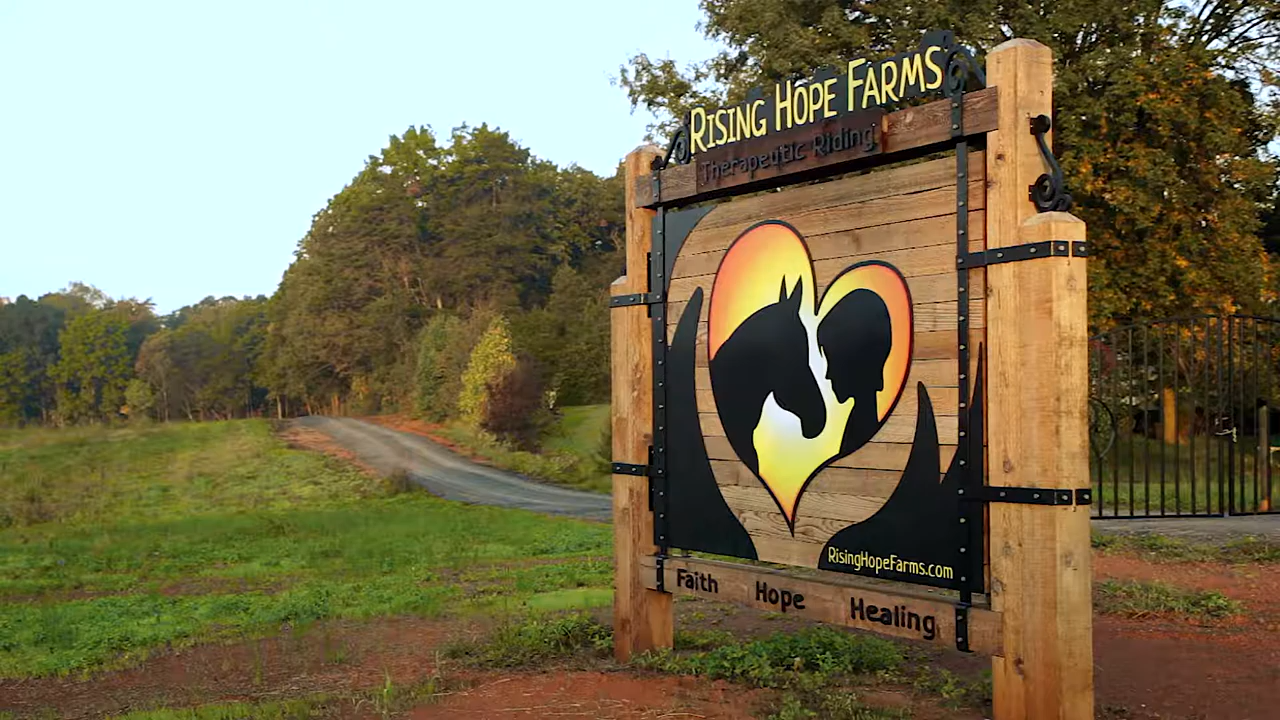 Rising Hope Farms
Therapeutic Riding
RisingHopeFarms.com
Faith Hope Healing